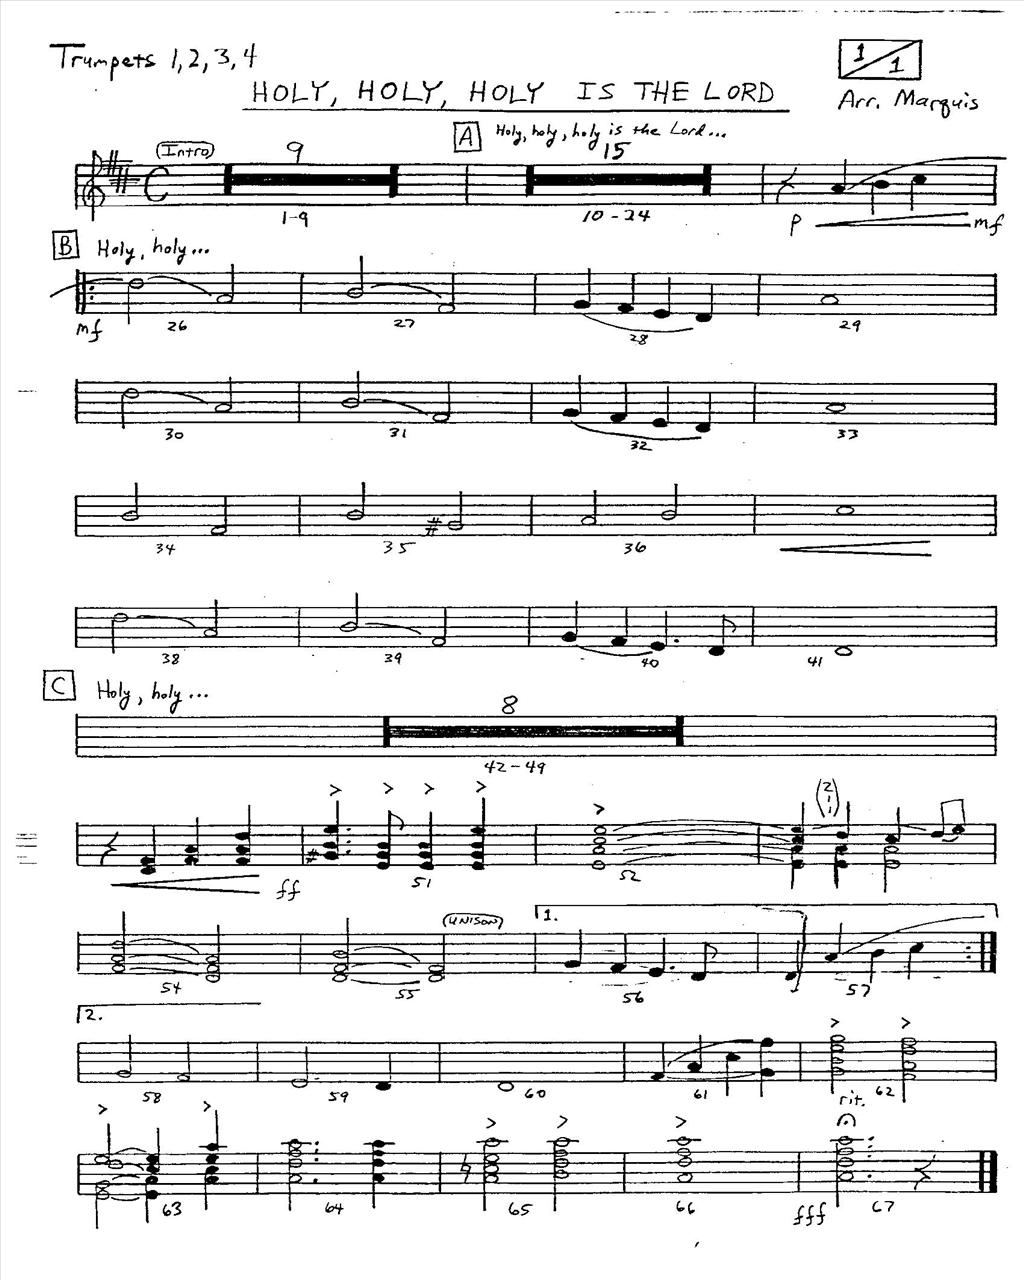 Trumpets 1,2,3,4
1/1
HOLY, HOLY, HOLY IS THE LORD
Arr. Marquis
A Holy, holy, holy is the Lord...
Intro 9 15
1-9 10-24 p mf
B Holy, holy...
mf 26 27 28 29
30 31 32 33
34 35 36
38 39 40 41
C Holy, holy...
8
42-49
(2 1)
ff 51 52
UNISON 1.
54 55 56 57
2.
58 59 60 61 62
rit.
63 64 65 66 fff 67